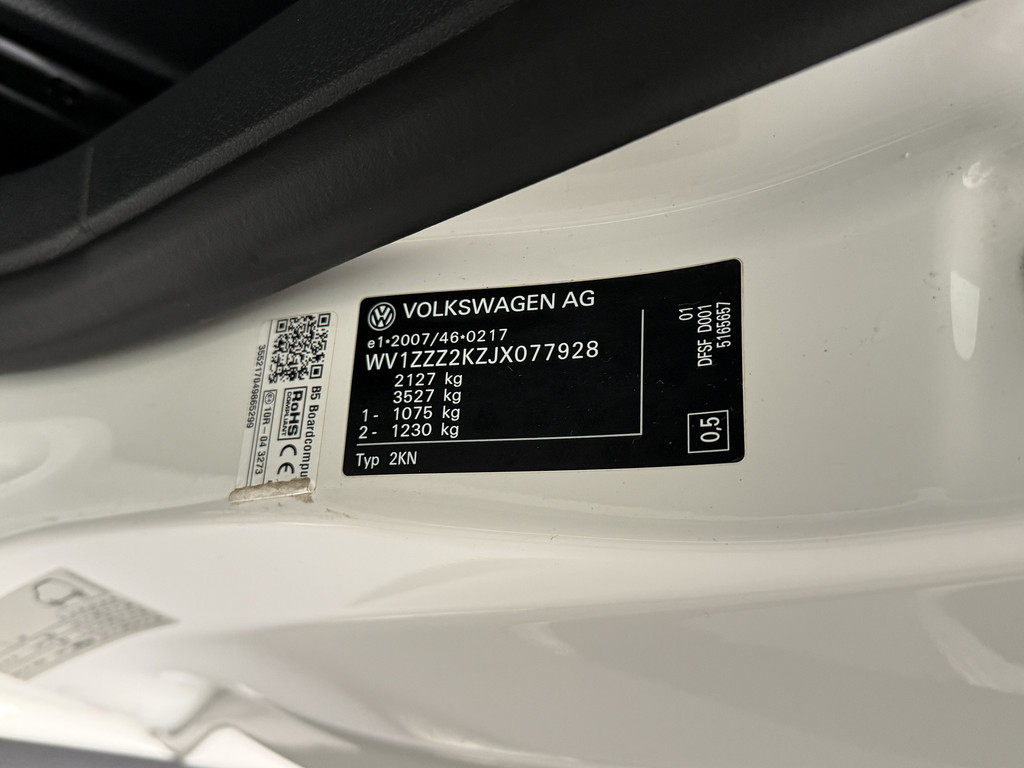 VOLKSWAGEN AG
e1*2007/46*0217
WV1ZZZ2KZJX077928
2127 kg
3527 kg
1- 1075 kg
2- 1230 kg
Typ 2KN
01
DFSF D001
5165657
0,5
B5 Boardcompu
RoHS
COMPLIANT
CE
10R - 04 3273